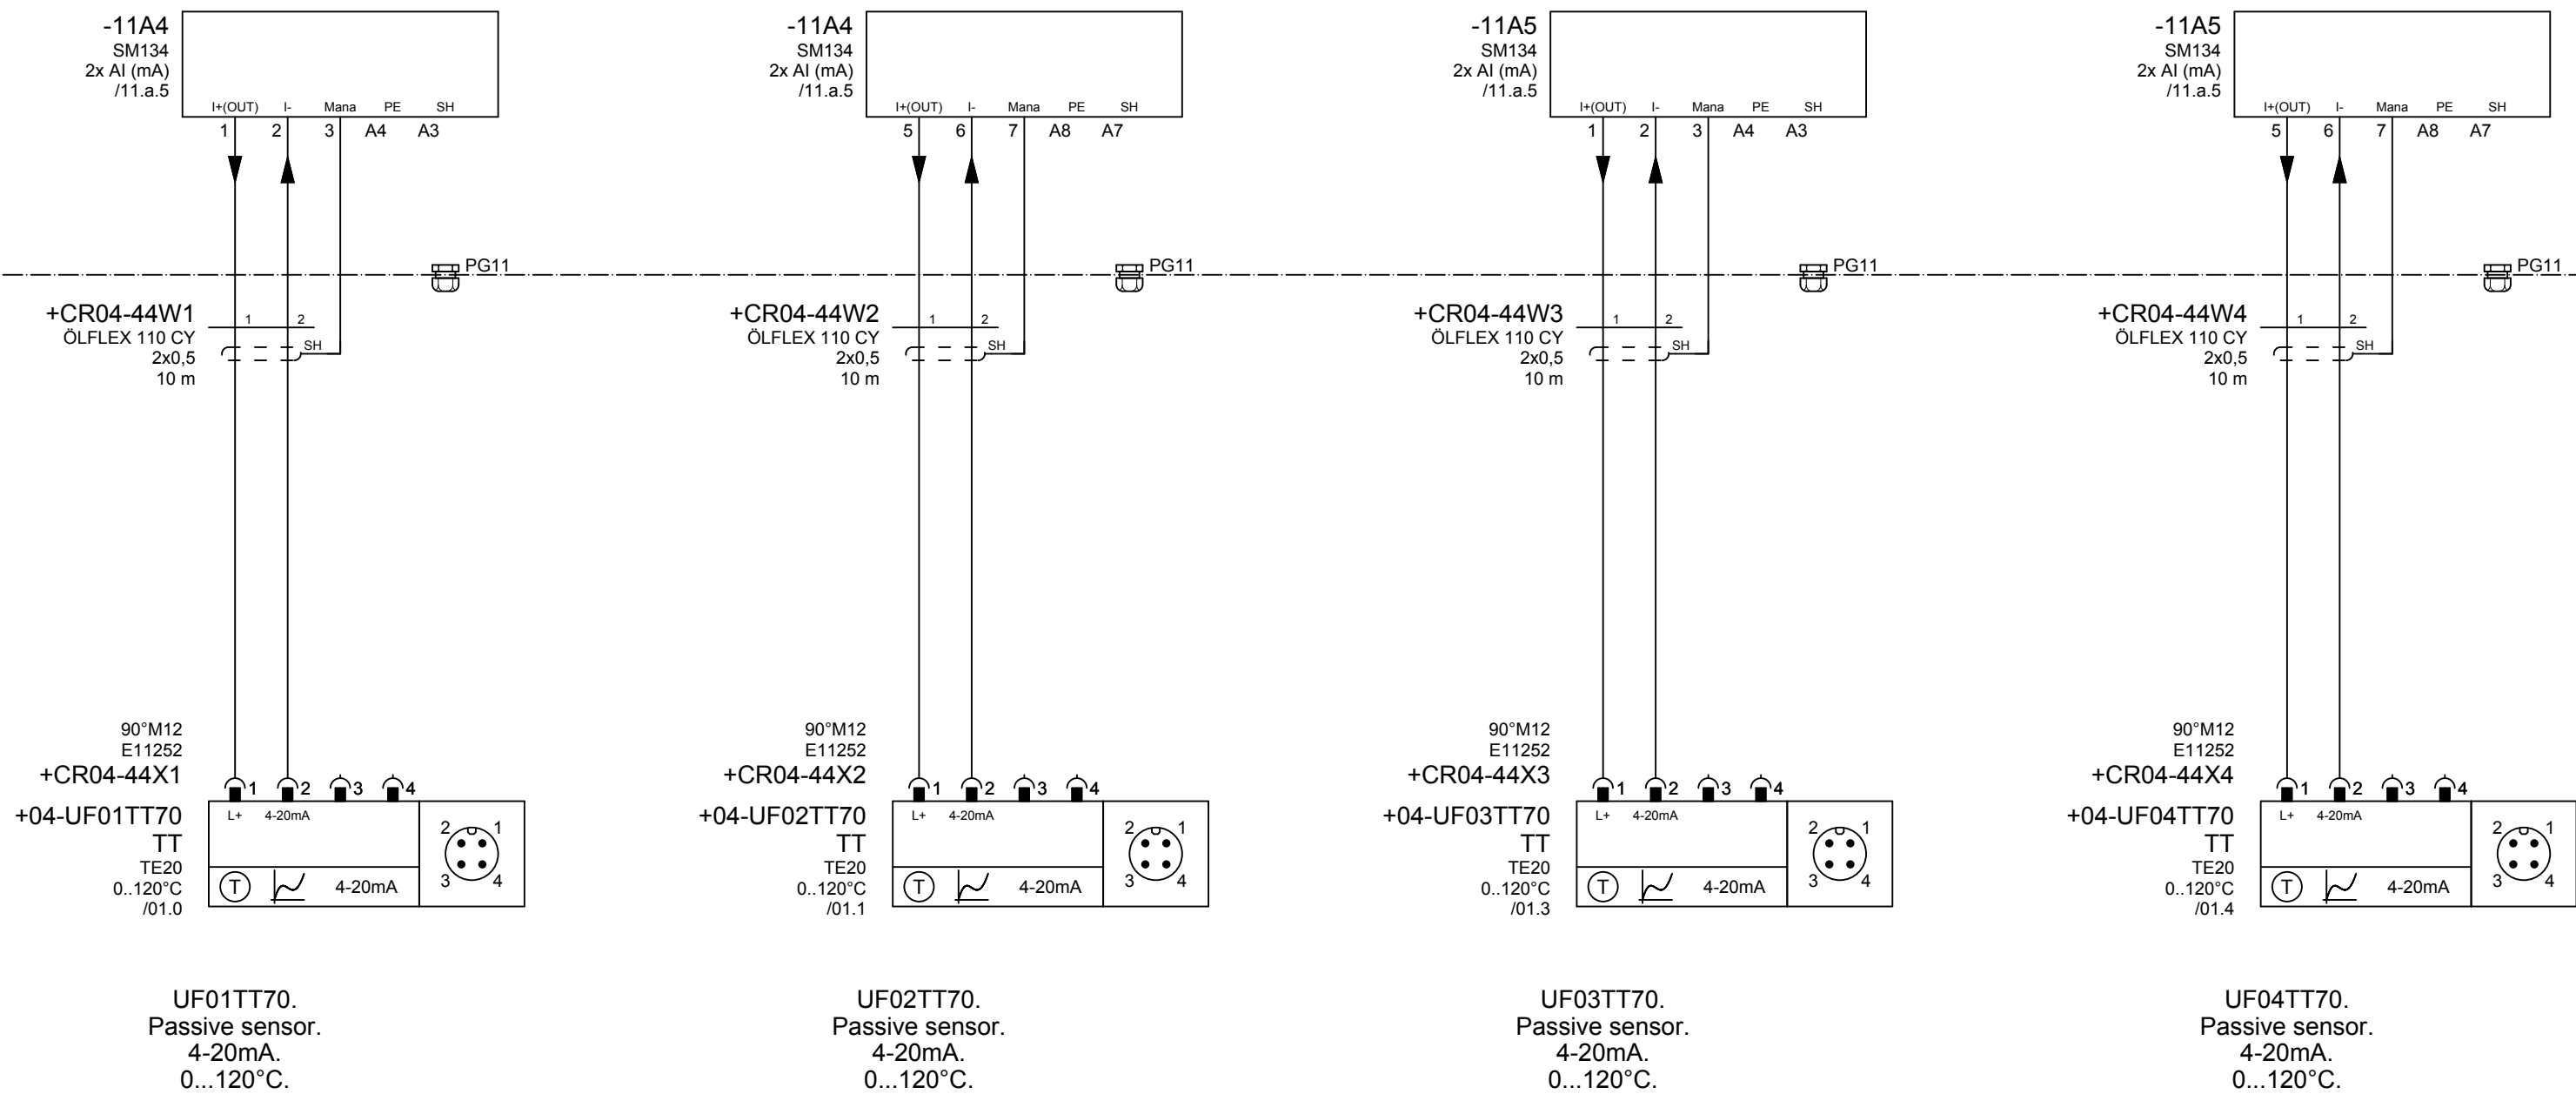 -11A4
SM134
2x AI (mA)
/11.a.5
I+(OUT) I- Mana PE SH
1 2 3 A4 A3
-11A4
SM134
2x AI (mA)
/11.a.5
I+(OUT) I- Mana PE SH
5 6 7 A8 A7
-11A5
SM134
2x AI (mA)
/11.a.5
I+(OUT) I- Mana PE SH
1 2 3 A4 A3
-11A5
SM134
2x AI (mA)
/11.a.5
I+(OUT) I- Mana PE SH
5 6 7 A8 A7
PG11
PG11
PG11
PG11
+CR04-44W1
ÖLFLEX 110 CY
2x0,5
10 m
1 2
SH
+CR04-44W2
ÖLFLEX 110 CY
2x0,5
10 m
1 2
SH
+CR04-44W3
ÖLFLEX 110 CY
2x0,5
10 m
1 2
SH
+CR04-44W4
ÖLFLEX 110 CY
2x0,5
10 m
1 2
SH
90°M12
E11252
+CR04-44X1
1 2 3 4
+04-UF01TT70
TT
TE20
0..120°C
/01.0
L+ 4-20mA
T 4-20mA
2 1
3 4
90°M12
E11252
+CR04-44X2
1 2 3 4
+04-UF02TT70
TT
TE20
0..120°C
/01.1
L+ 4-20mA
T 4-20mA
2 1
3 4
90°M12
E11252
+CR04-44X3
1 2 3 4
+04-UF03TT70
TT
TE20
0..120°C
/01.3
L+ 4-20mA
T 4-20mA
2 1
3 4
90°M12
E11252
+CR04-44X4
1 2 3 4
+04-UF04TT70
TT
TE20
0..120°C
/01.4
L+ 4-20mA
T 4-20mA
2 1
3 4
UF01TT70.
Passive sensor.
4-20mA.
0...120°C.
UF02TT70.
Passive sensor.
4-20mA.
0...120°C.
UF03TT70.
Passive sensor.
4-20mA.
0...120°C.
UF04TT70.
Passive sensor.
4-20mA.
0...120°C.